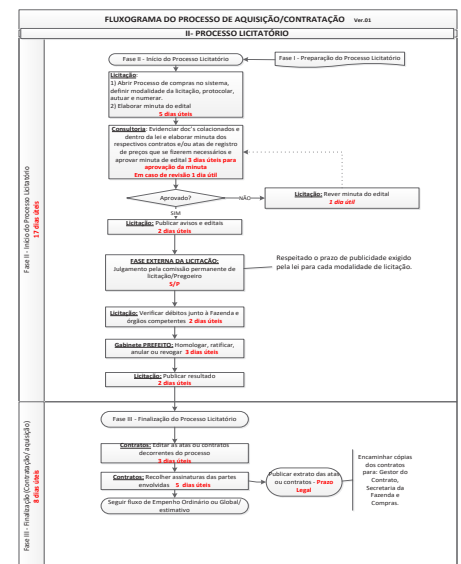 FLUXOGRAMA DO PROCESSO DE AQUISIÇÃO/CONTRATAÇÃO Ver.01
II- PROCESSO LICITATÓRIO
Fase II - Início do Processo Licitatório
Fase I - Preparação do Processo Licitatório
Licitação:
1) Abrir Processo de compras no sistema,
definir modalidade da licitação, protocolar,
autuar e numerar.
2) Elaborar minuta do edital
5 dias úteis
Consultoria: Evidenciar doc's colacionados e
dentro da lei e elaborar minuta dos
respectivos contratos e/ou atas de registro
de preços que se fizerem necessários e
aprovar minuta de edital 3 dias úteis para
aprovação da minuta
Em caso de revisão 1 dia útil
Aprovado?
NÃO
Licitação: Rever minuta do edital
1 dia útil
SIM
Licitação: Publicar avisos e editais
2 dias úteis
FASE EXTERNA DA LICITAÇÃO:
Julgamento pela comissão permanente de
licitação/Pregoeiro
S/P
Respeitado o prazo de publicidade exigido
pela lei para cada modalidade de licitação.
Licitação: Verificar débitos junto à Fazenda e
órgãos competentes 2 dias úteis
Gabinete PREFEITO: Homologar, ratificar,
anular ou revogar 3 dias úteis
Licitação: Publicar resultado
2 dias úteis
Fase II - Início do Processo Licitatório
17 dias úteis
Fase III - Finalização do Processo Licitatório
Contratos: Editar as atas ou contratos
decorrentes do processo
3 dias úteis
Contratos: Recolher assinaturas das partes
envolvidas 5 dias úteis
Publicar extrato das atas
ou contratos - Prazo
Legal
Encaminhar cópias
dos contratos
para: Gestor do
Contrato,
Secretaria da
Fazenda e
Compras.
Seguir fluxo de Empenho Ordinário ou Global/
estimativo
Fase III - Finalização (Contratação/ aquisição)
8 dias úteis